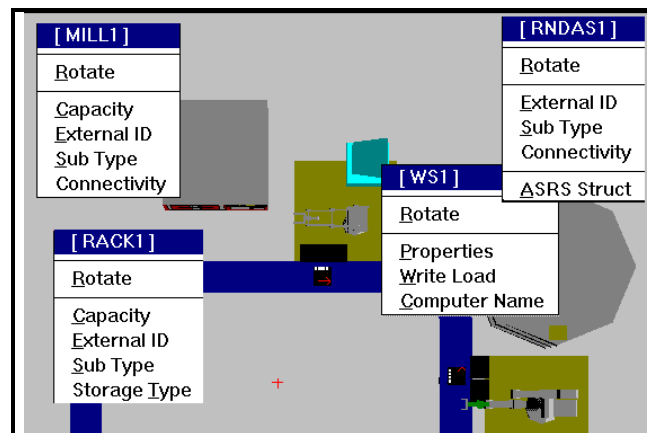 [ MILL1 ]
Rotate
Capacity
External ID
Sub Type
Connectivity
[ RNDAS1 ]
Rotate
External ID
Sub Type
Connectivity
ASRS Struct
[ WS1 ]
Rotate
Properties
Write Load
Computer Name
[ RACK1 ]
Rotate
Capacity
External ID
Sub Type
Storage Type